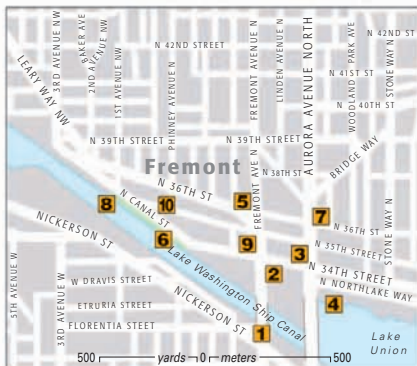 N 42ND STREET
N 42ND ST
3RD AVENUE NW
BAKER AVE
2ND AVENUE NW
1ST AVENUE NW
PHINNEY AVENUE N
FREMONT AVENUE N
LINDEN AVENUE N
AURORA AVENUE NORTH
WOODLAND PARK AVE
STONE WAY N
N 41ST ST
N 40TH ST
LEARY WAY NW
N 39TH STREET
N 39TH STREET
N 38TH ST
BRIDGE WAY
Fremont
N 36TH ST
FREMONT AVE N
8
10
5
7
N CANAL ST
N 36TH ST
6
9
3
N 35TH STREET
STONE WAY N
NICKERSON ST
Lake Washington Ship Canal
2
N 34TH STREET
N NORTHLAKE WAY
4
5TH AVENUE W
3RD AVENUE W
W DRAVIS STREET
ETRURIA STREET
FLORENTIA STREET
NICKERSON ST
1
Lake
Union
500 yards 0 meters 500